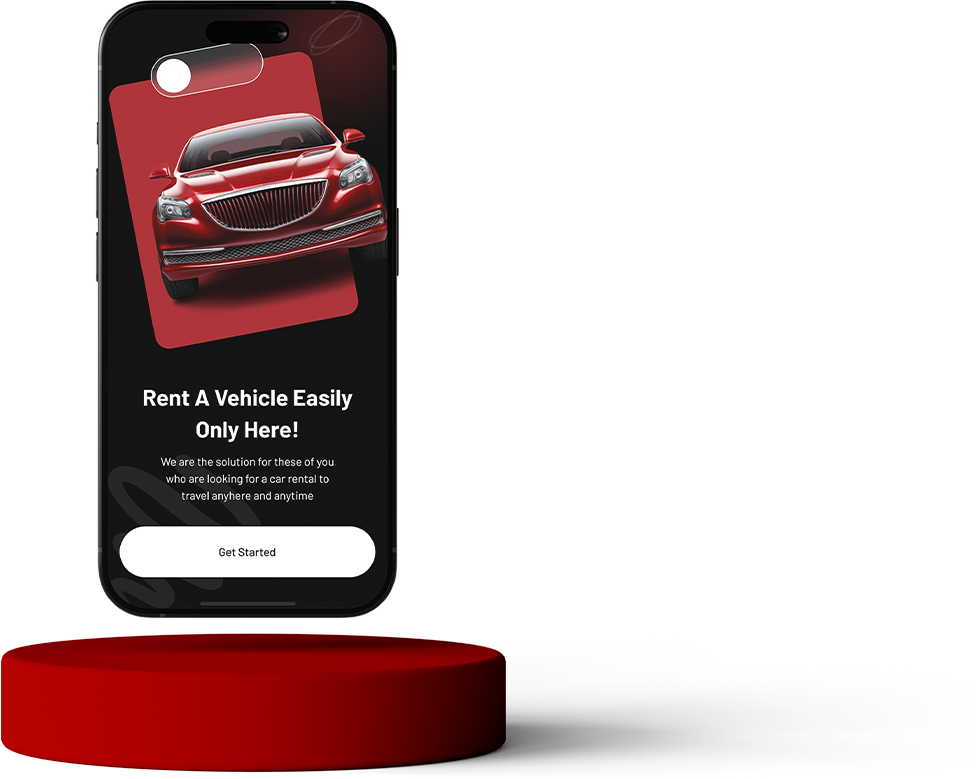 Rent A Vehicle Easily
Only Here!
We are the solution for these of you
who are looking for a car rental to
travel anyhere and anytime
Get Started